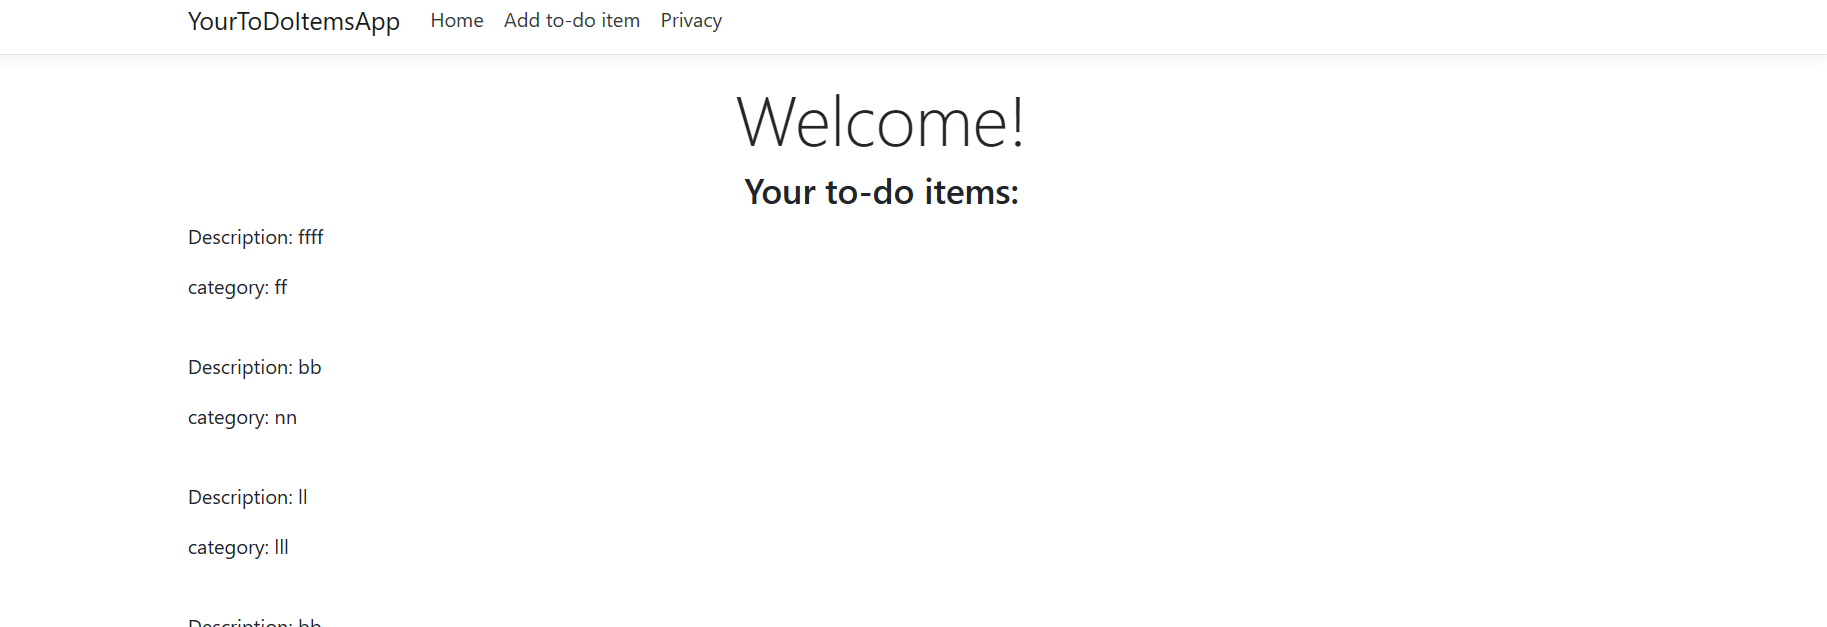 YourToDoItemsApp Home Add to-do item Privacy
Welcome!
Your to-do items:
Description: ffff
category: ff
Description: bb
category: nn
Description: ll
category: lll
Description: